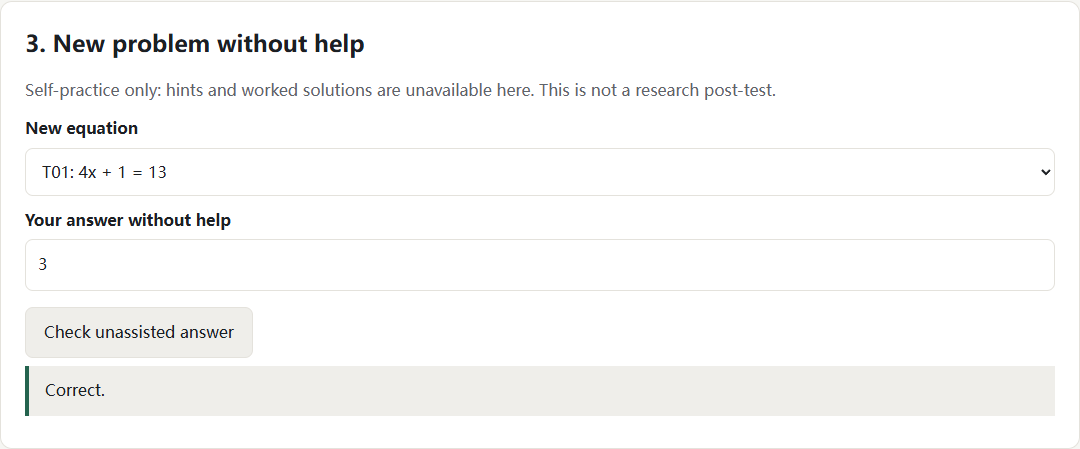 3. New problem without help
Self-practice only: hints and worked solutions are unavailable here. This is not a research post-test.
New equation
T01: 4x + 1 = 13
Your answer without help
3
Check unassisted answer
Correct.